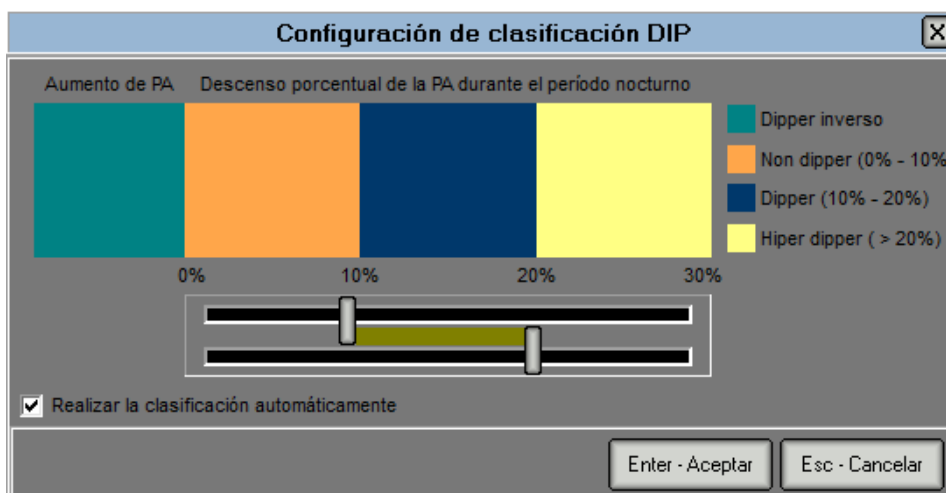 Configuración de clasificación DIP
X
Aumento de PA
Descenso porcentual de la PA durante el período nocturno
Dipper inverso
Non dipper (0% - 10%
Dipper (10% - 20%)
Hiper dipper ( > 20%)
0% 10% 20% 30%
Realizar la clasificación automáticamente
Enter - Aceptar
Esc - Cancelar